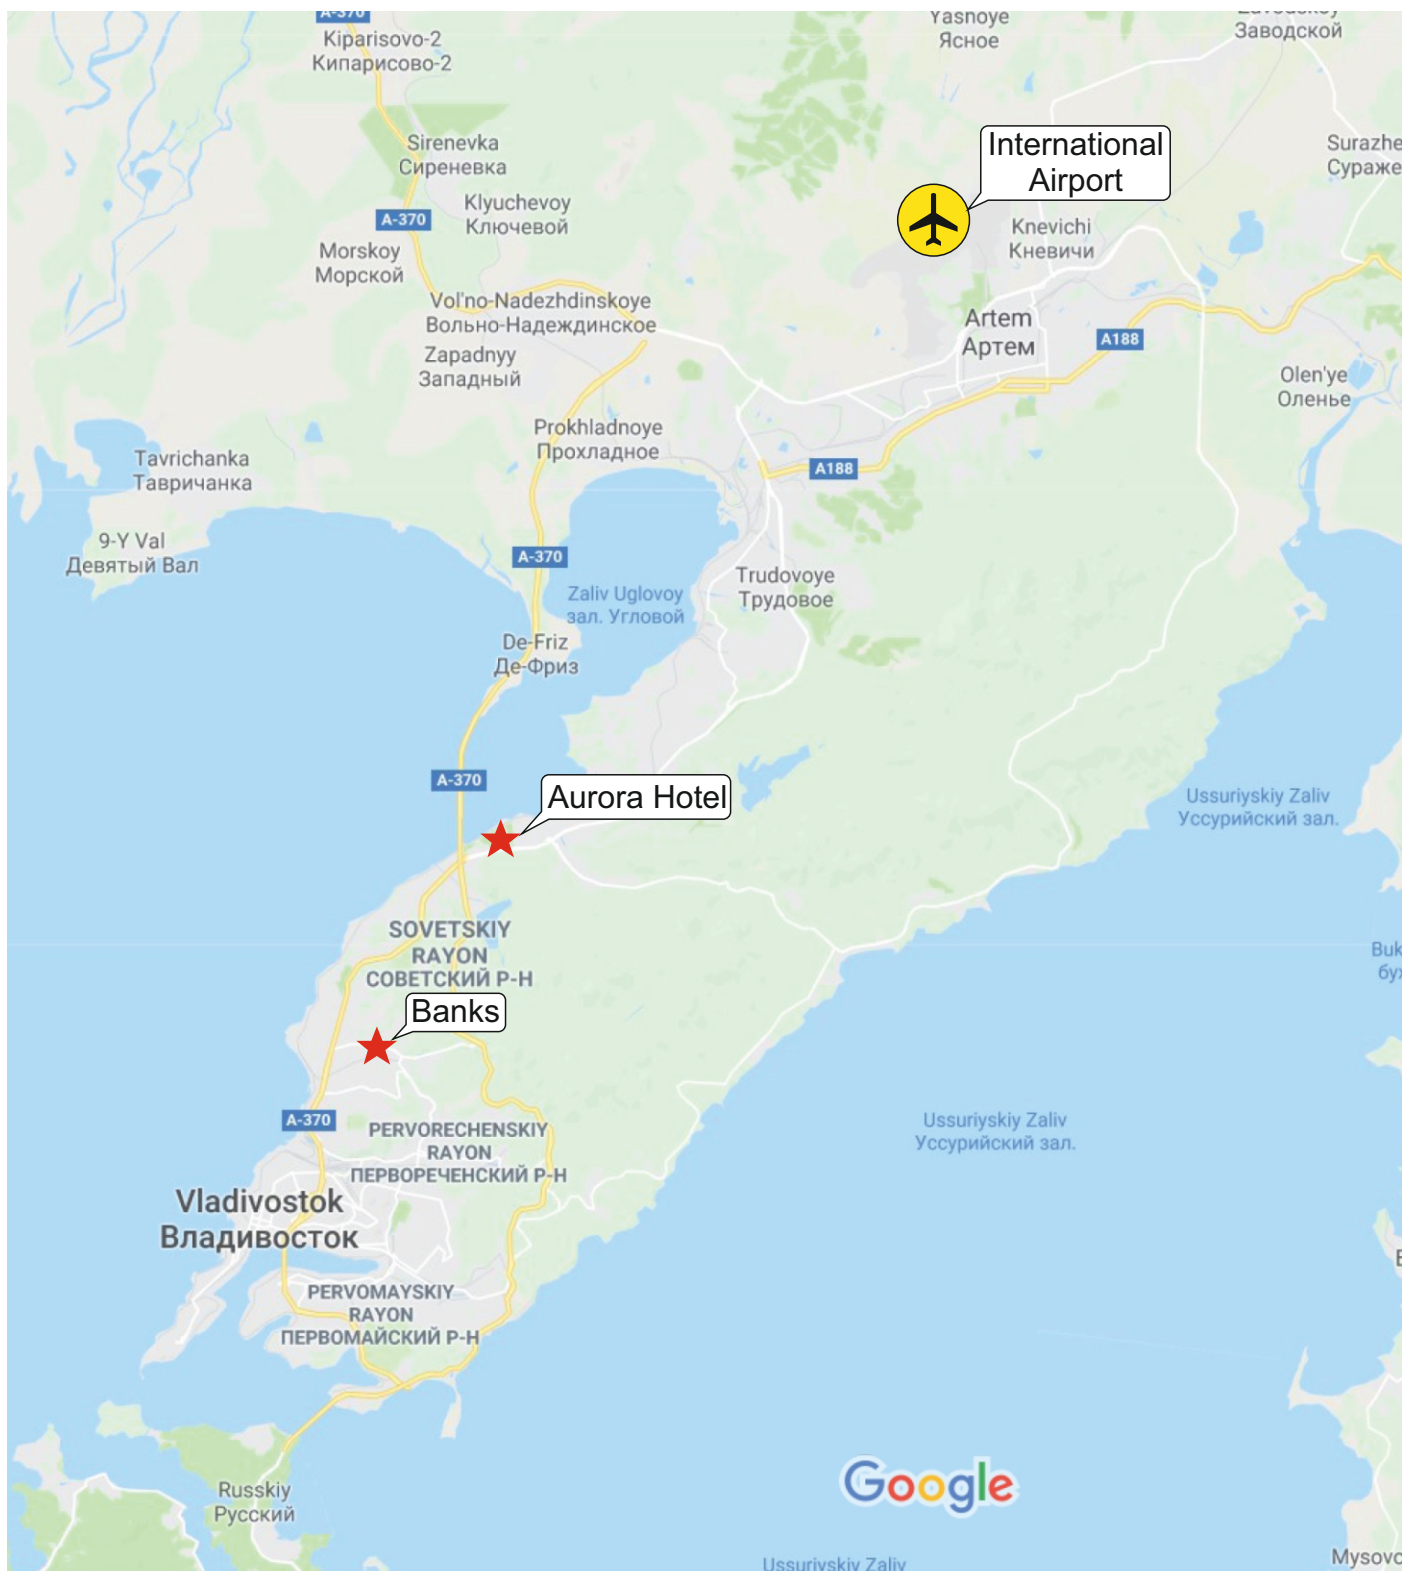 A-370
Kiparisovo-2
Кипарисово-2
Yasnoye
Ясное
Заводской
Sirenevka
Сиреневка
International
Airport
Klyuchevoy
Ключевой
A-370
Morskoy
Морской
Knevichi
Кневичи
Vol'no-Nadezhdinskoye
Вольно-Надеждинское
Artem
Артем
A188
Zapadnyy
Западный
Olen'ye
Оленье
Prokhladnoye
Прохладное
A188
Tavrichanka
Тавричанка
9-Y Val
Девятый Вал
A-370
Zaliv Uglovoy
зал. Угловой
Trudovoye
Трудовое
De-Friz
Де-Фриз
A-370
Aurora Hotel
Ussuriyskiy Zaliv
Уссурийский зал.
SOVETSKIY
RAYON
СОВЕТСКИЙ Р-Н
Banks
A-370
PERVORECHENSKIY
RAYON
ПЕРВОРЕЧЕНСКИЙ Р-Н
Ussuriyskiy Zaliv
Уссурийский зал.
Vladivostok
Владивосток
PERVOMAYSKIY
RAYON
ПЕРВОМАЙСКИЙ Р-Н
Google
Russkiy
Русский
Ussuriyskiy Zaliv